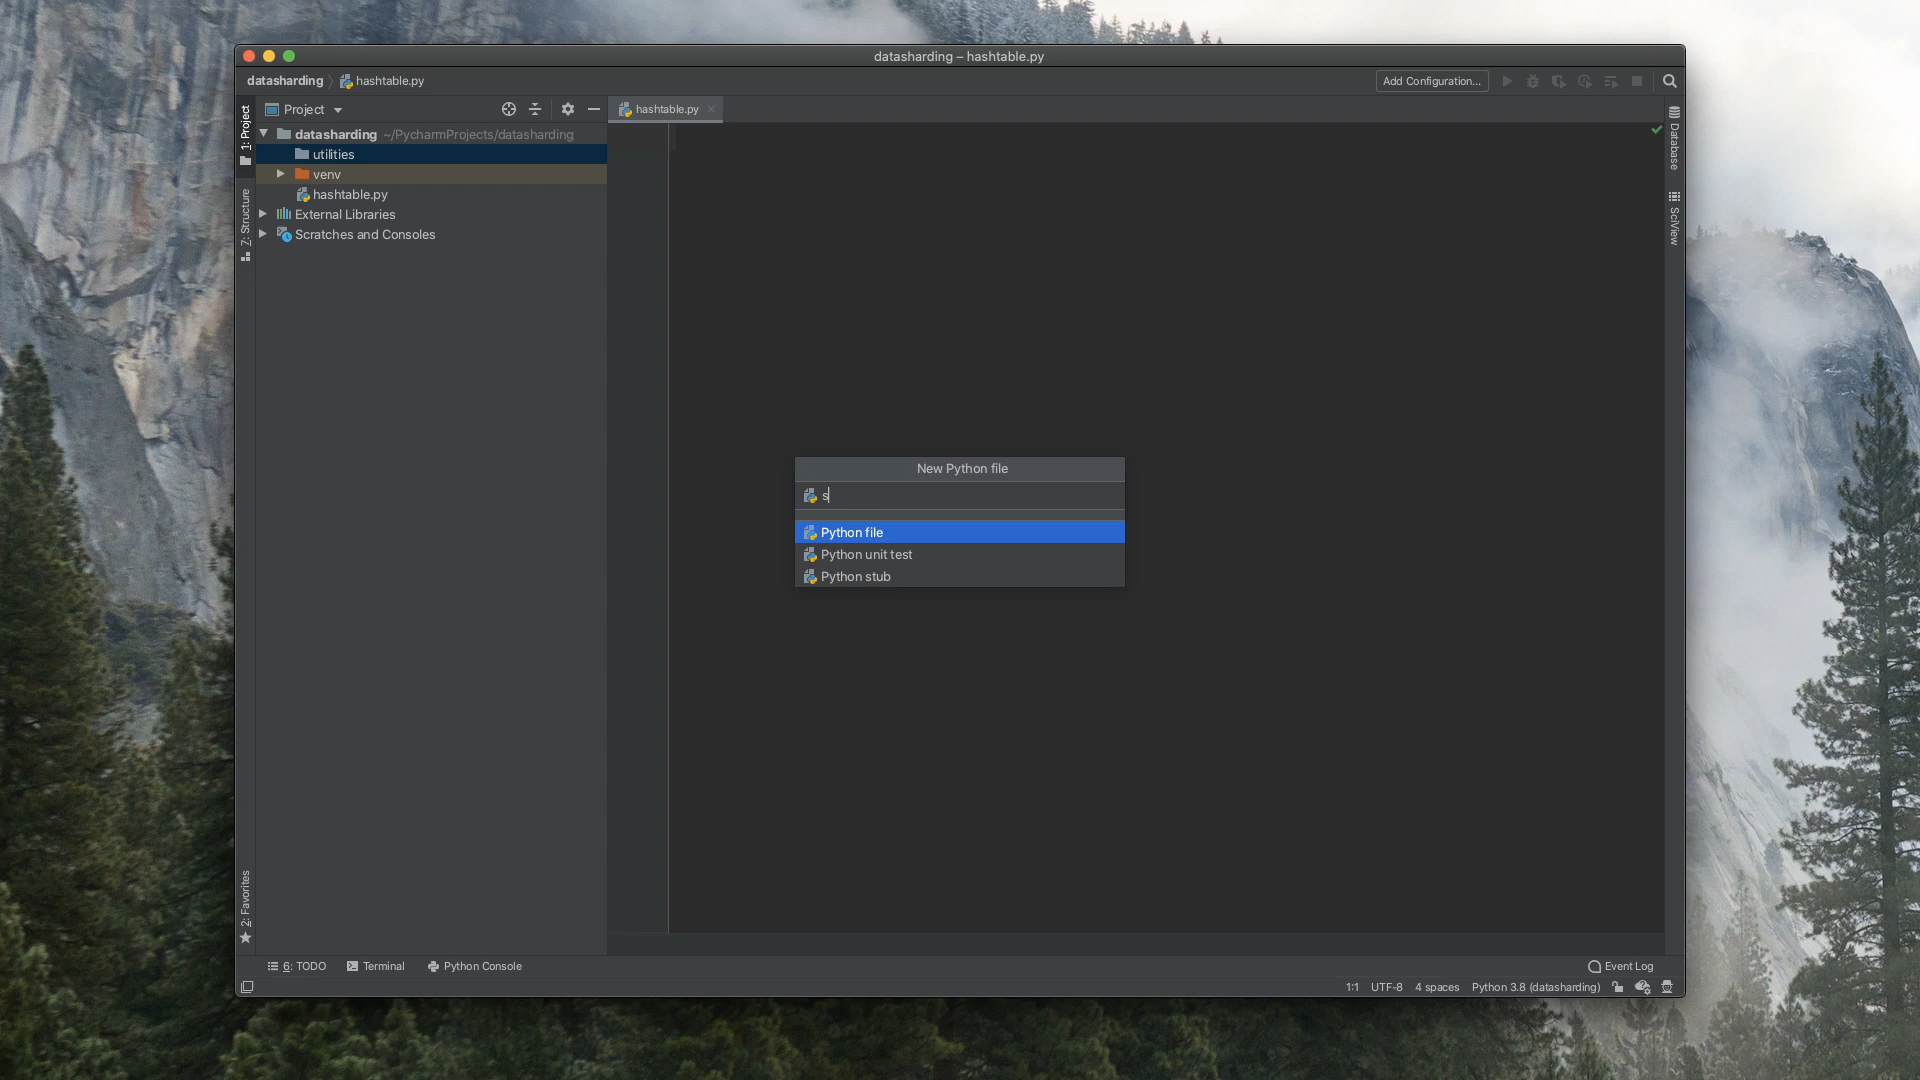 datasharding – hashtable.py
datasharding
hashtable.py
Add Configuration...
1: Project
Project
hashtable.py
Database
datasharding ~/PycharmProjects/datasharding
utilities
venv
hashtable.py
7: Structure
External Libraries
SciView
Scratches and Consoles
New Python file
s
Python file
Python unit test
Python stub
2: Favorites
6: TODO
Terminal
Python Console
Event Log
1:1
UTF-8
4 spaces
Python 3.8 (datasharding)